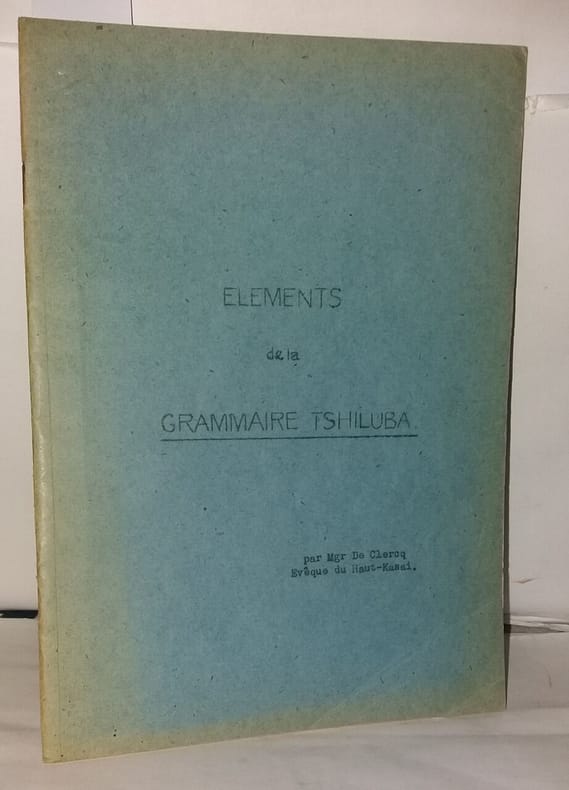 ELEMENTS
de la
GRAMMAIRE TSHILUBA.
par Mgr De Clercq
Evêque du Haut-Kasai.